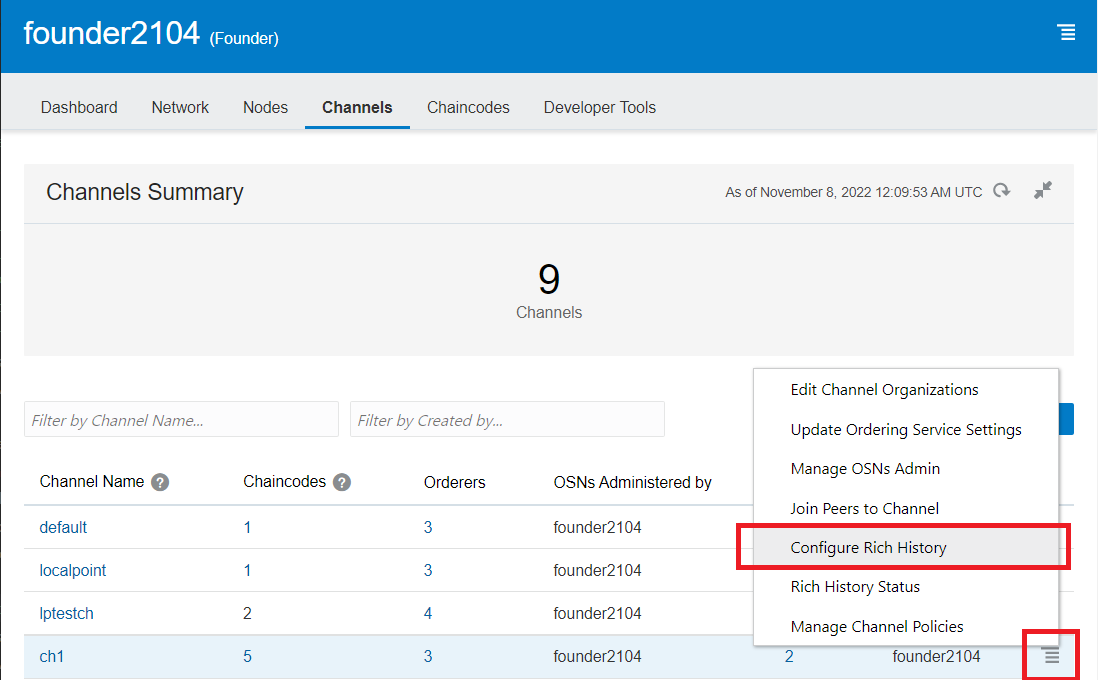 founder2104 (Founder)
Dashboard Network Nodes Channels Chaincodes Developer Tools
Channels Summary
As of November 8, 2022 12:09:53 AM UTC
9
Channels
Filter by Channel Name...
Filter by Created by...
Edit Channel Organizations
Update Ordering Service Settings
Manage OSNs Admin
Join Peers to Channel
Configure Rich History
Rich History Status
Manage Channel Policies
Channel Name ? Chaincodes ? Orderers OSNs Administered by
default 1 3 founder2104
localpoint 1 3 founder2104
lptestch 2 4 founder2104
ch1 5 3 founder2104 2 founder2104